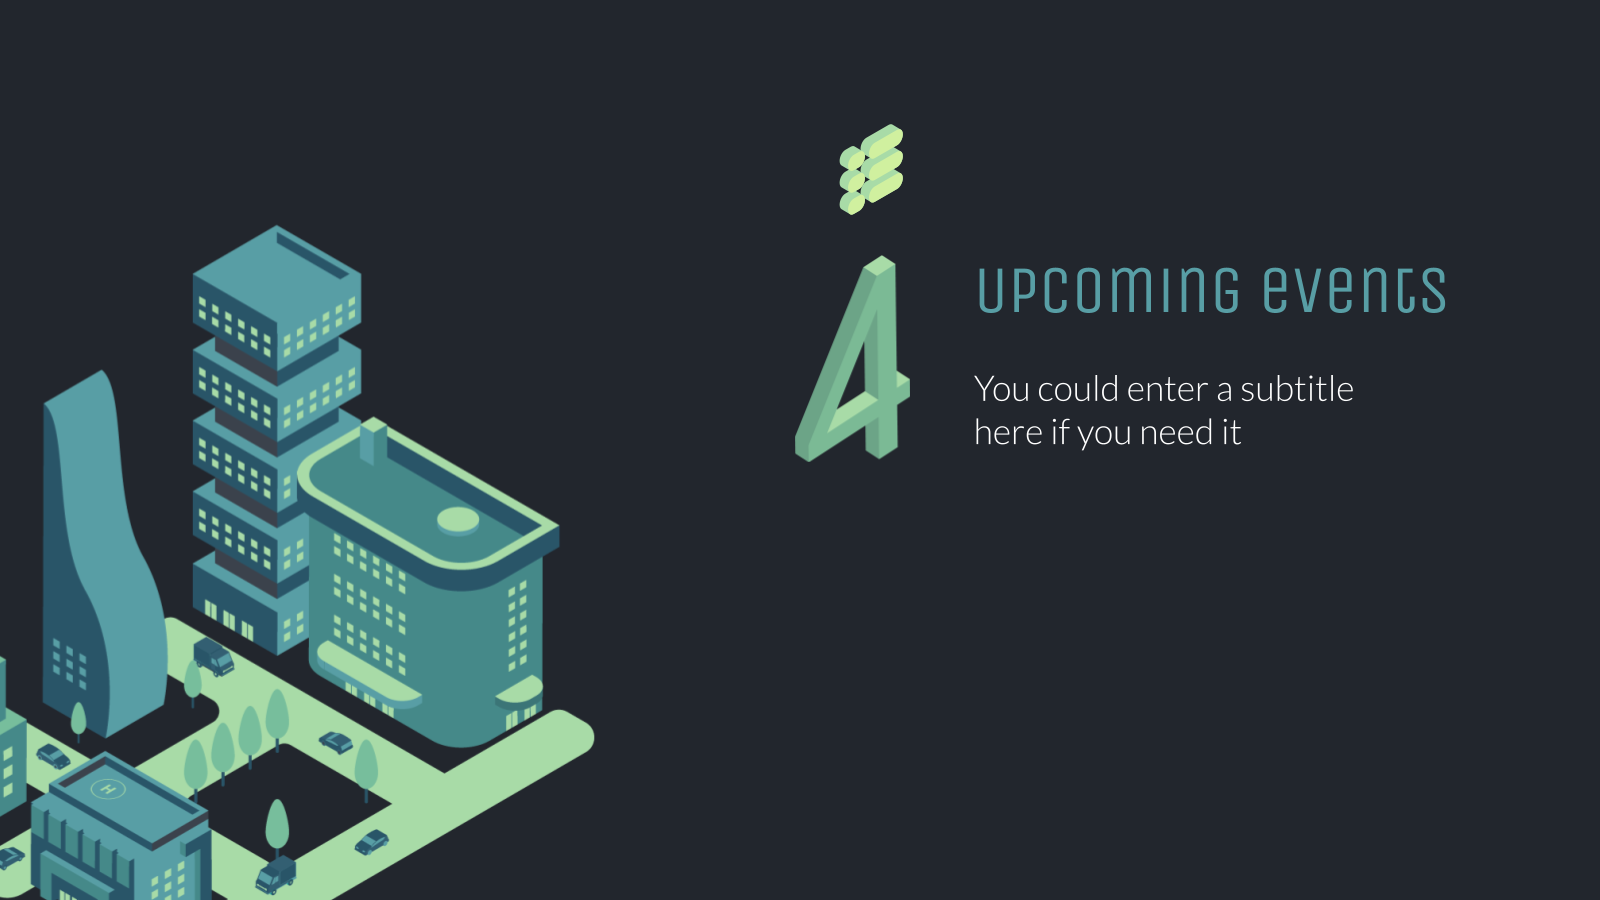 4
upcoming events
You could enter a subtitle
here if you need it
H